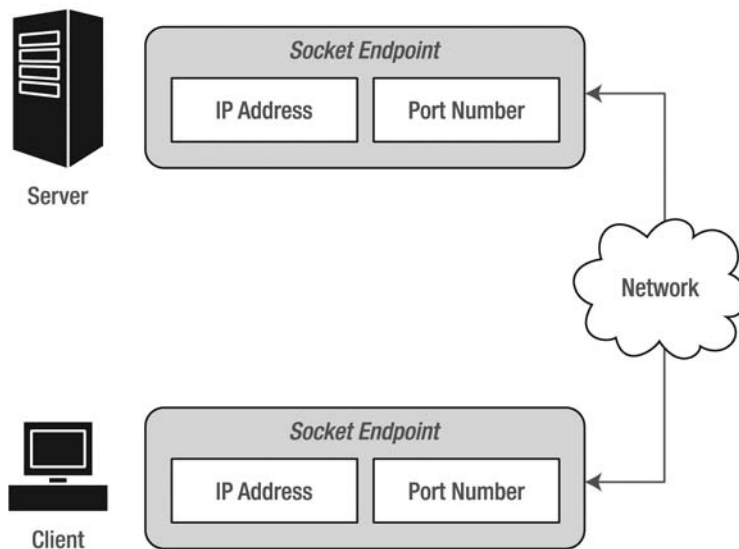 Socket Endpoint
IP Address
Port Number
Server
Network
Socket Endpoint
IP Address
Port Number
Client